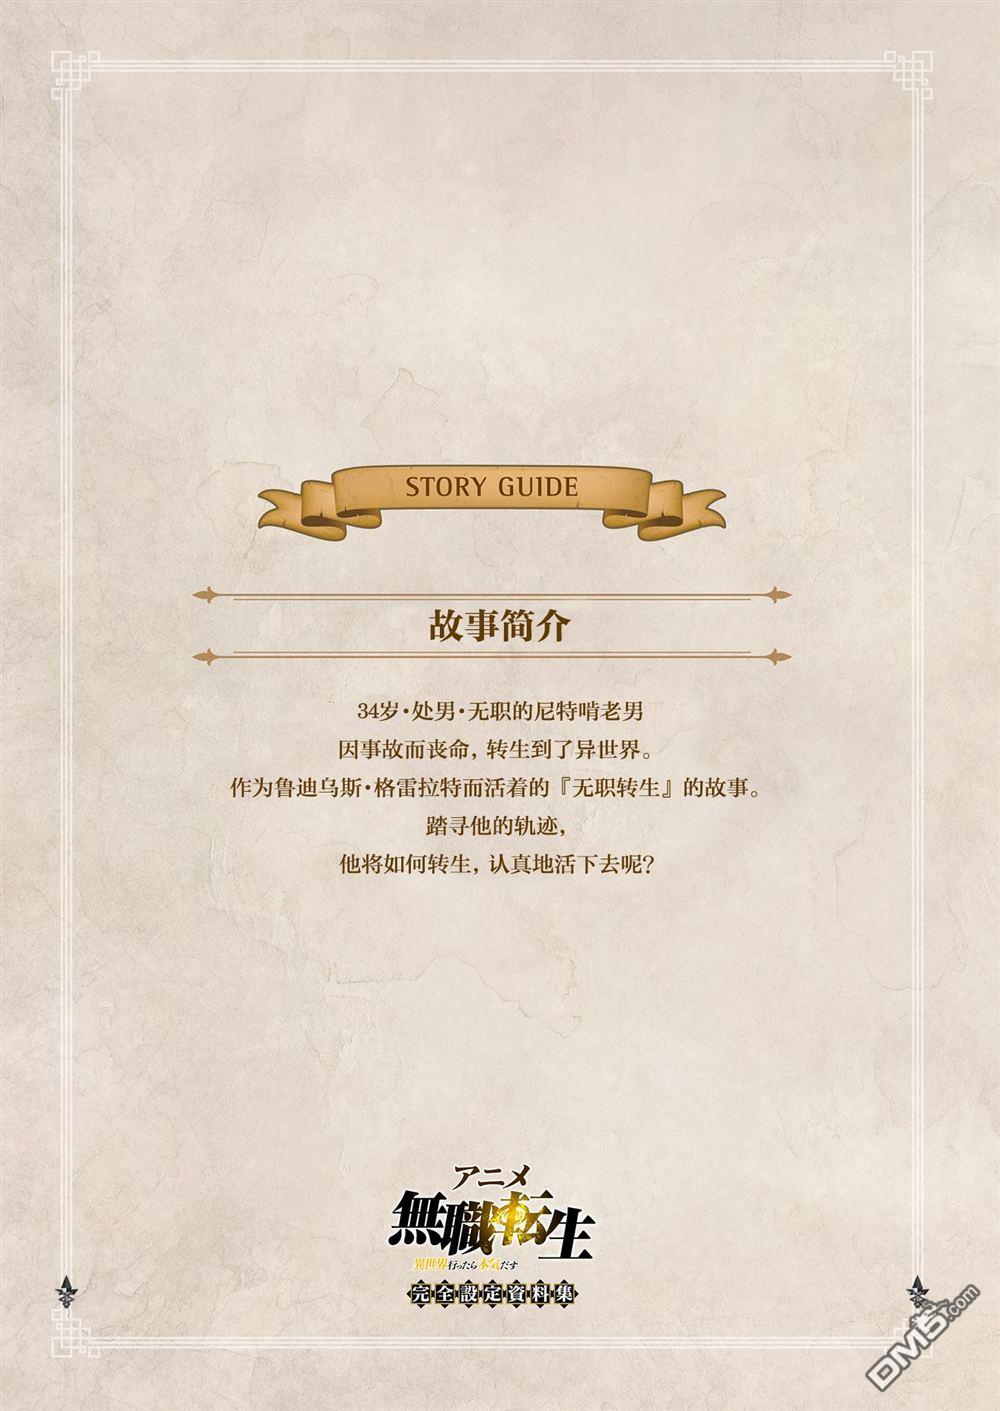 STORY GUIDE
故事简介
34岁·处男·无职的尼特啃老男
因事故而丧命，转生到了异世界。
作为鲁迪乌斯·格雷拉特而活着的『无职转生』的故事。
踏寻他的轨迹，
他将如何转生，认真地活下去呢？
アニメ
無職転生
異世界行ったら本気だす
完全設定資料集
DM5.com